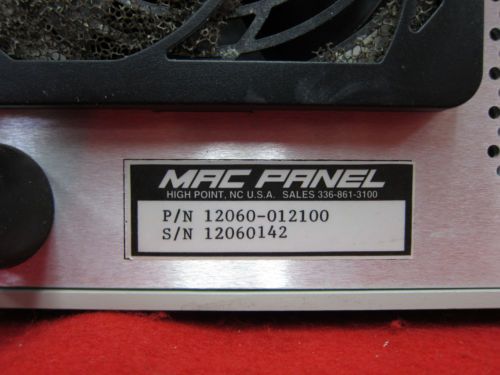 MAC PANEL
HIGH POINT, NC U.S.A. SALES 336-861-3100
P/N 12060-012100
S/N 12060142